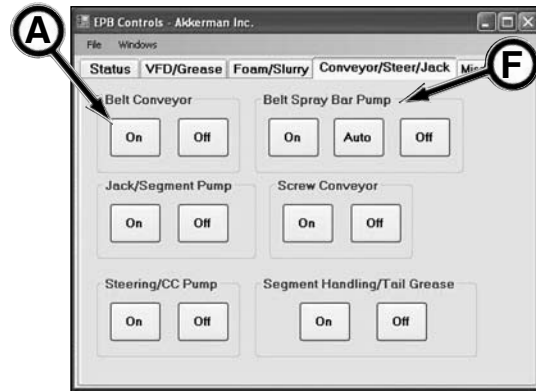 EPB Controls - Akkerman Inc.
A
File Windows
F
Status VFD/Grease Foam/Slurry Conveyor/Steer/Jack
Belt Conveyor Belt Spray Bar Pump
On Off On Auto Off
Jack/Segment Pump Screw Conveyor
On Off On Off
Steering/CC Pump Segment Handling/Tail Grease
On Off On Off